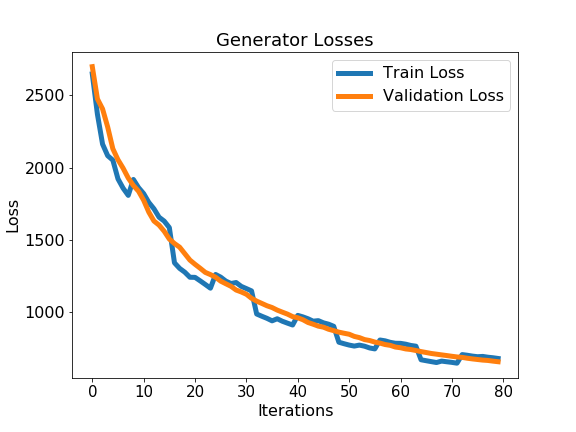 Generator Losses
Train Loss
Validation Loss
2500
2000
1500
1000
Loss
0 10 20 30 40 50 60 70 80
Iterations